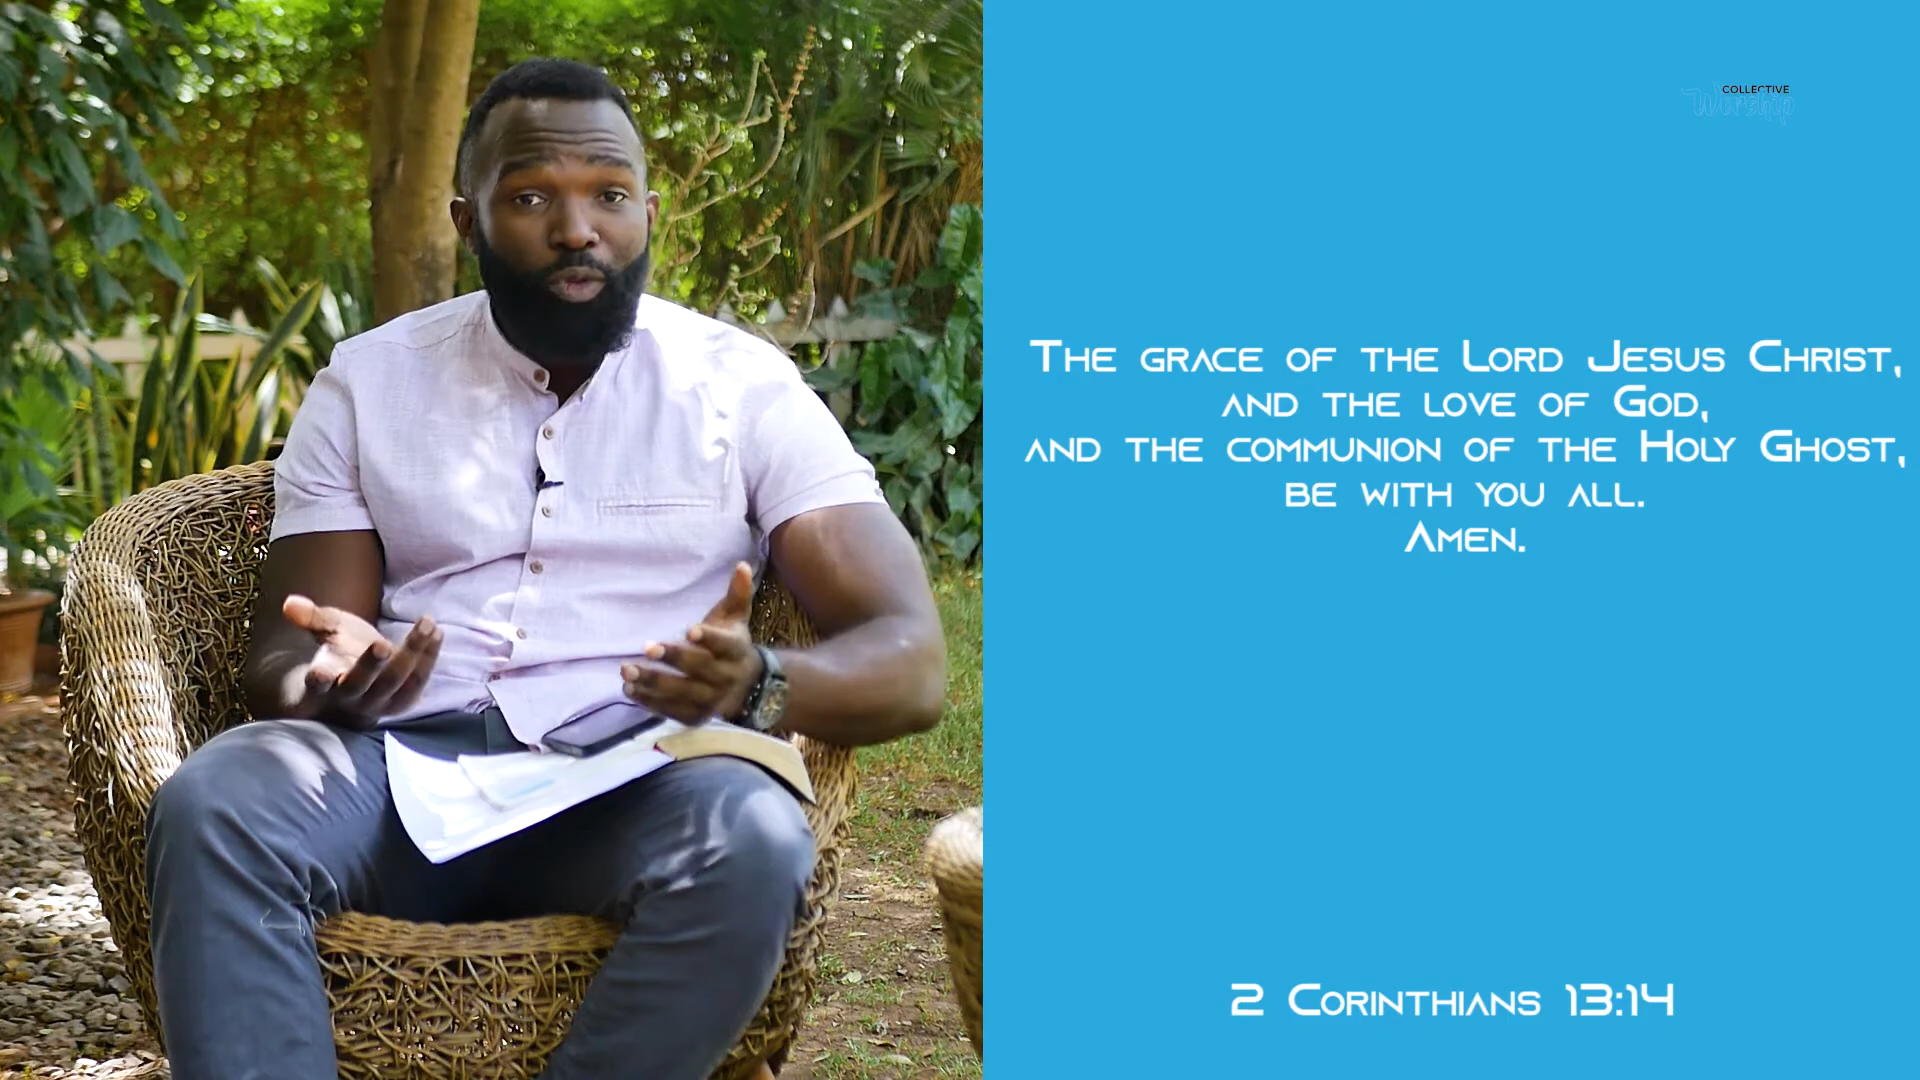 COLLECTIVE
Worship
The grace of the Lord Jesus Christ,
and the love of God,
and the communion of the Holy Ghost,
be with you all.
Amen.
2 Corinthians 13:14